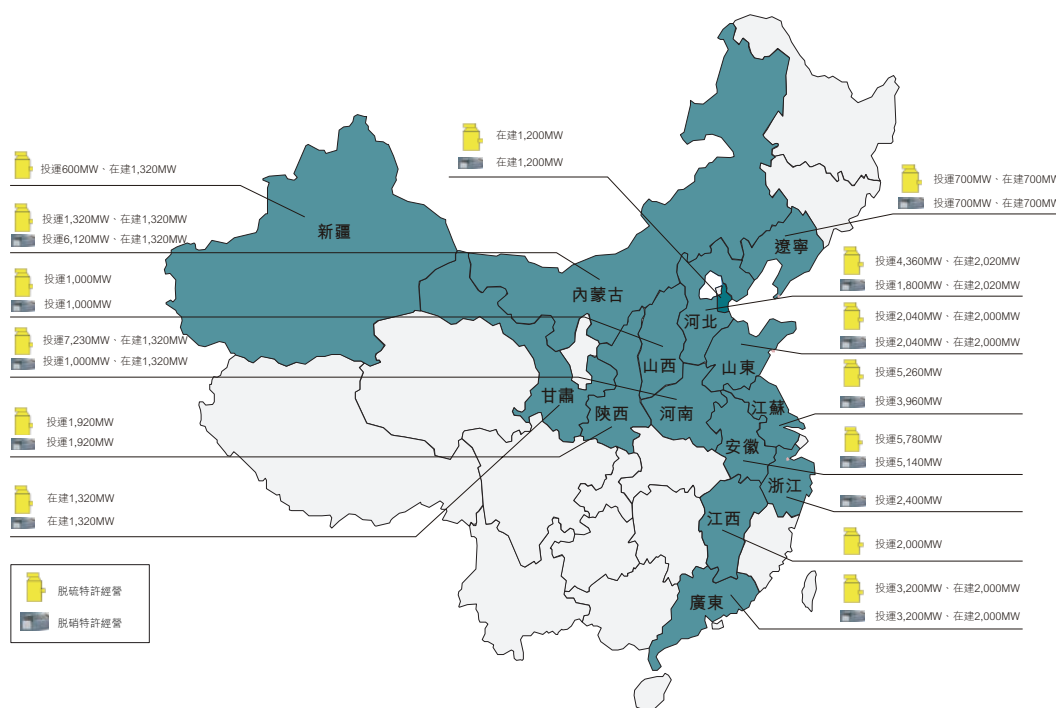 在建1,200MW
在建1,200MW
投運600MW、在建1,320MW
投運1,320MW、在建1,320MW
投運6,120MW、在建1,320MW
投運1,000MW
投運1,000MW
投運7,230MW、在建1,320MW
投運1,000MW、在建1,320MW
投運1,920MW
投運1,920MW
在建1,320MW
在建1,320MW
脱硫特許經營
脱硝特許經營
新疆
內蒙古
遼寧
河北
山西
山東
甘肅
陝西
河南
江蘇
安徽
浙江
江西
廣東
投運700MW、在建700MW
投運700MW、在建700MW
投運4,360MW、在建2,020MW
投運1,800MW、在建2,020MW
投運2,040MW、在建2,000MW
投運2,040MW、在建2,000MW
投運5,260MW
投運3,960MW
投運5,780MW
投運5,140MW
投運2,400MW
投運2,000MW
投運3,200MW、在建2,000MW
投運3,200MW、在建2,000MW